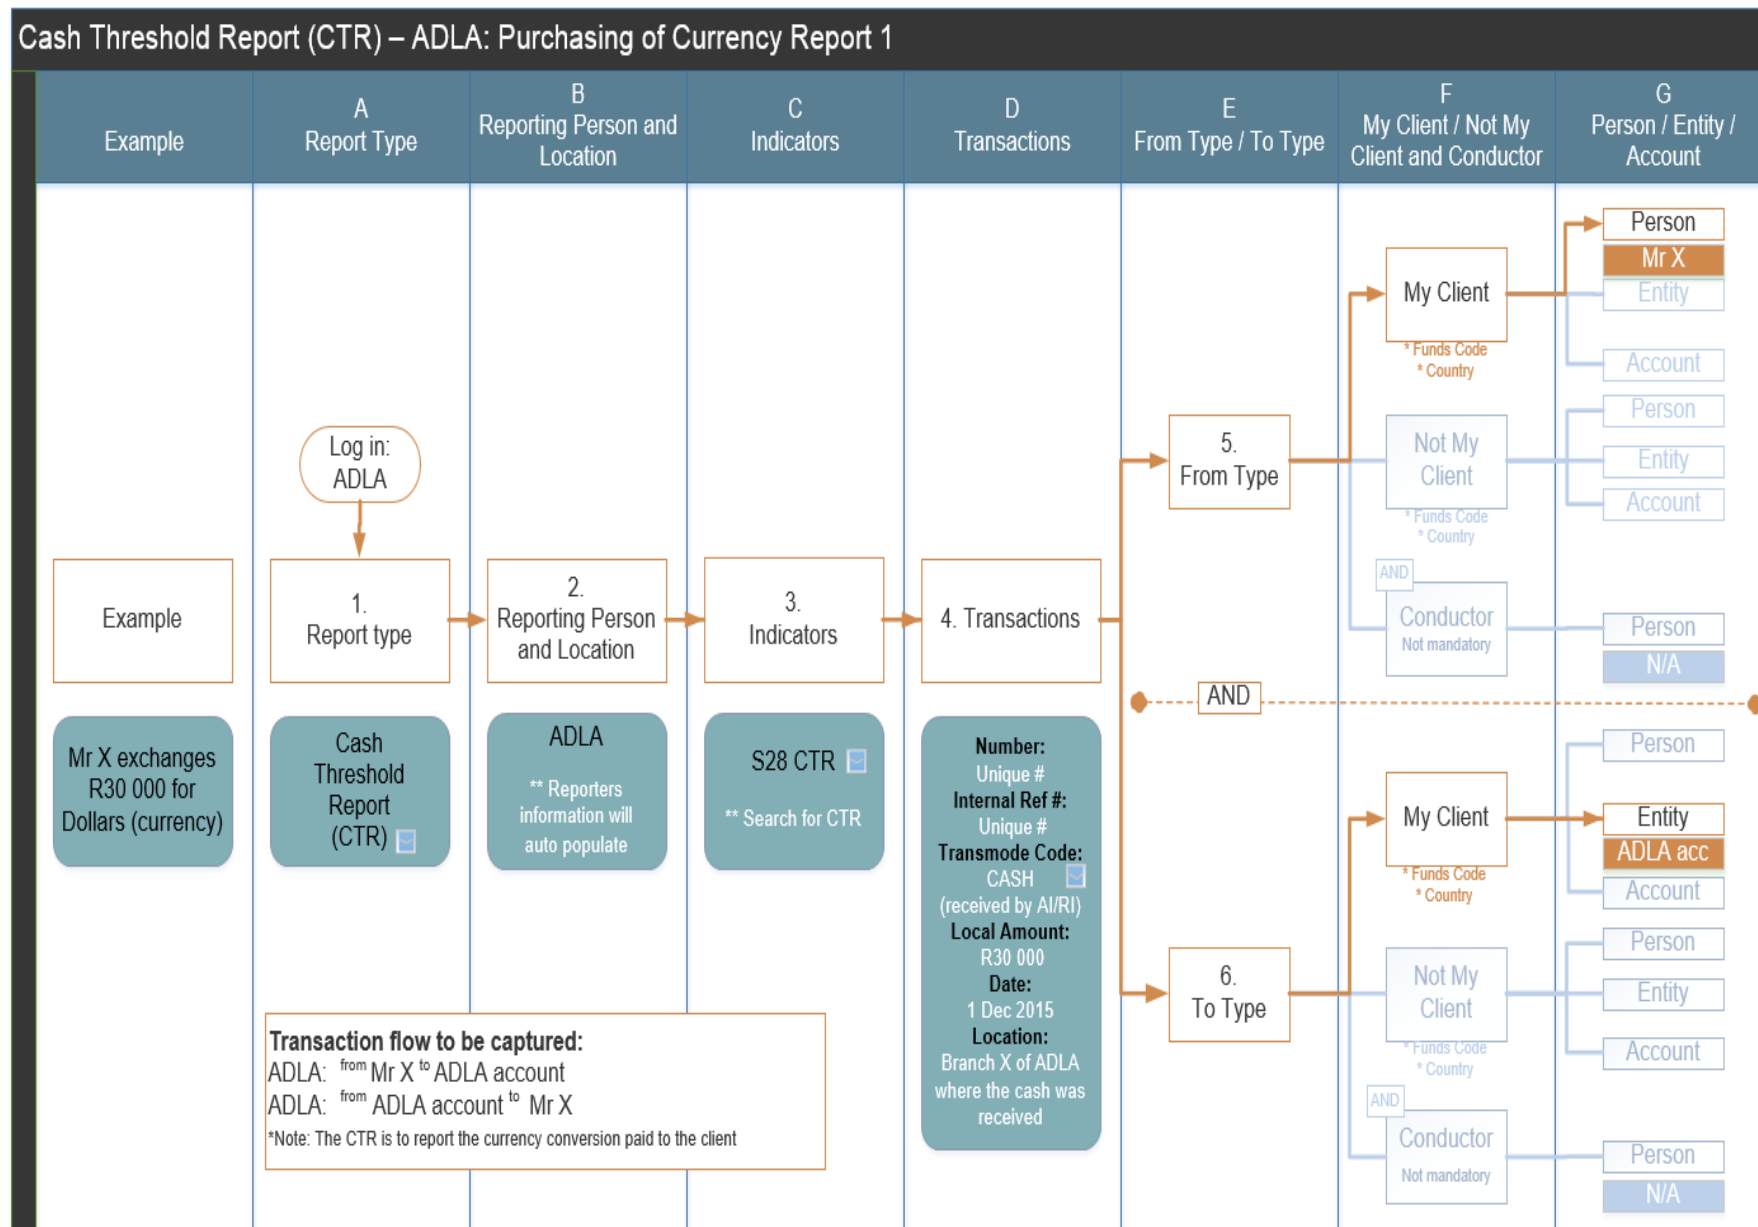 Cash Threshold Report (CTR) – ADLA: Purchasing of Currency Report 1
Example
A
Report Type
B
Reporting Person and
Location
C
Indicators
D
Transactions
E
From Type / To Type
F
My Client / Not My
Client and Conductor
G
Person / Entity /
Account
Example
Mr X exchanges
R30 000 for
Dollars (currency)
Log in:
ADLA
1.
Report type
Cash
Threshold
Report
(CTR)
2.
Reporting Person
and Location
ADLA
** Reporters
information will
auto populate
3.
Indicators
S28 CTR
** Search for CTR
4. Transactions
Number:
Unique #
Internal Ref #:
Unique #
Transmode Code:
CASH
(received by AI/RI)
Local Amount:
R30 000
Date:
1 Dec 2015
Location:
Branch X of ADLA
where the cash was
received
5.
From Type
My Client
* Funds Code
* Country
Person
Mr X
Entity
Account
Not My
Client
* Funds Code
* Country
Person
Entity
Account
AND
Conductor
Not mandatory
Person
N/A
AND
6.
To Type
My Client
* Funds Code
* Country
Person
Entity
ADLA acc
Account
Not My
Client
* Funds Code
* Country
Person
Entity
Account
AND
Conductor
Not mandatory
Person
N/A
Transaction flow to be captured:
ADLA: from Mr X to ADLA account
ADLA: from ADLA account to Mr X
*Note: The CTR is to report the currency conversion paid to the client